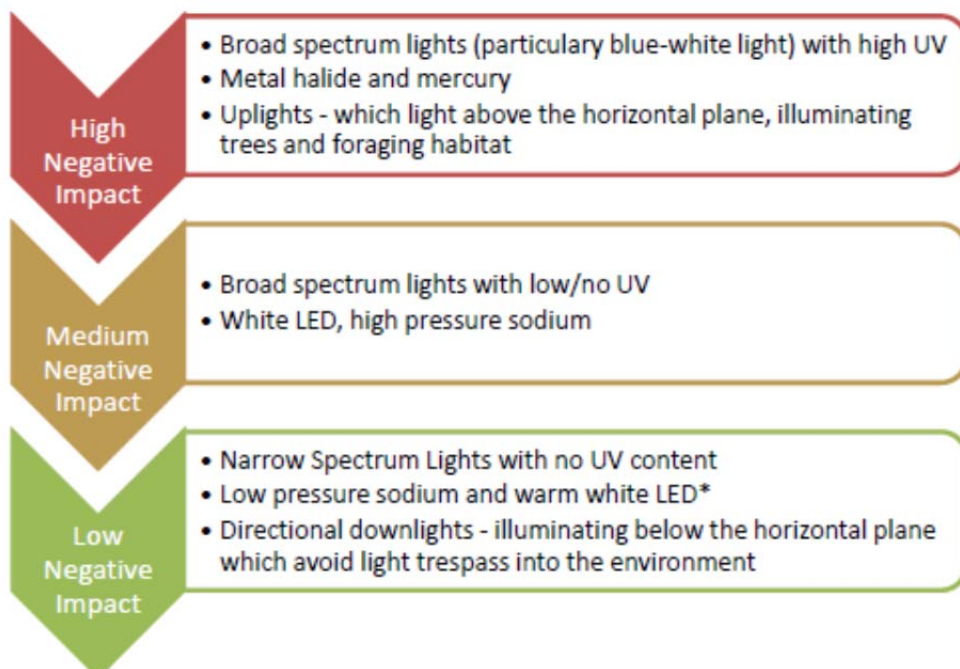 High
Negative
Impact
• Broad spectrum lights (particulary blue-white light) with high UV
• Metal halide and mercury
• Uplights - which light above the horizontal plane, illuminating
trees and foraging habitat
Medium
Negative
Impact
• Broad spectrum lights with low/no UV
• White LED, high pressure sodium
Low
Negative
Impact
• Narrow Spectrum Lights with no UV content
• Low pressure sodium and warm white LED*
• Directional downlights - illuminating below the horizontal plane
which avoid light trespass into the environment